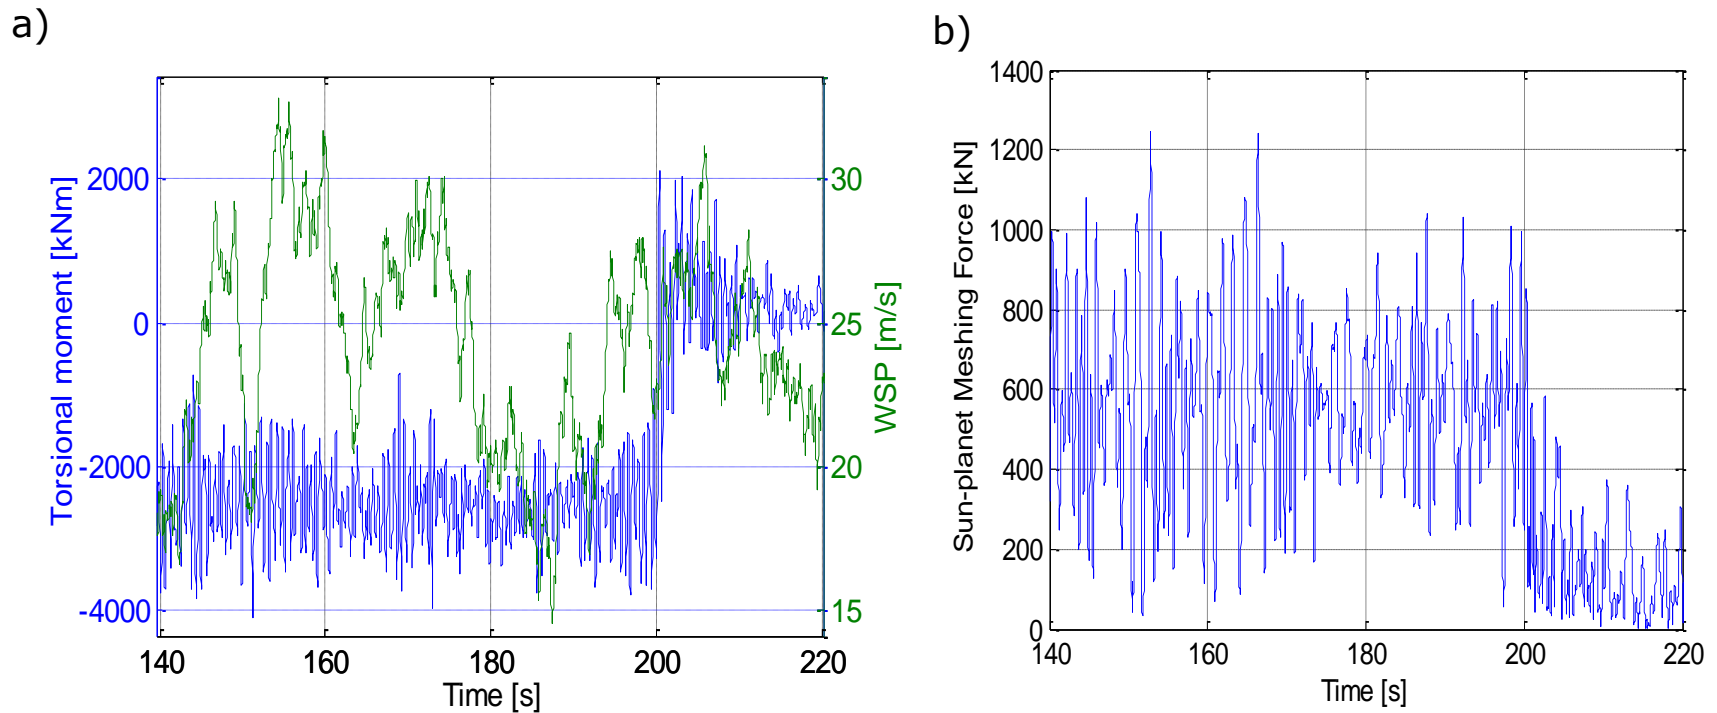 a)
Torsional moment [kNm]
2000
0
-2000
-4000
30
25
20
15
WSP [m/s]
140 160 180 200 220
Time [s]
b)
Sun-planet Meshing Force [kN]
1400
1200
1000
800
600
400
200
0
140 160 180 200 220
Time [s]